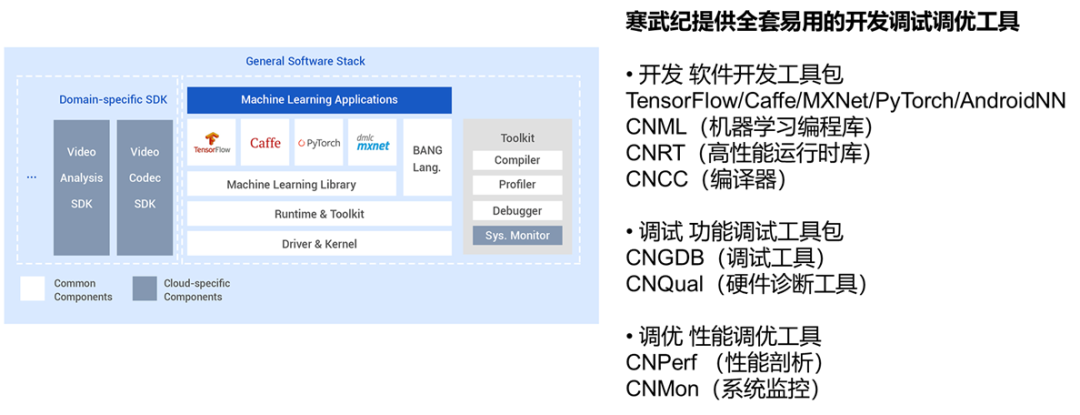 General Software Stack
Domain-specific SDK
...
Video
Analysis
SDK
Video
Codec
SDK
Machine Learning Applications
TensorFlow
Caffe
PyTorch
dmlc
mxnet
BANG
Lang.
Machine Learning Library
Runtime & Toolkit
Driver & Kernel
Toolkit
Compiler
Profiler
Debugger
Sys. Monitor
Common
Components
Cloud-specific
Components
寒武纪提供全套易用的开发调试调优工具
• 开发 软件开发工具包
TensorFlow/Caffe/MXNet/PyTorch/AndroidNN
CNML（机器学习编程库）
CNRT（高性能运行时库）
CNCC（编译器）
• 调试 功能调试工具包
CNGDB（调试工具）
CNQual（硬件诊断工具）
• 调优 性能调优工具
CNPerf （性能剖析）
CNMon（系统监控）